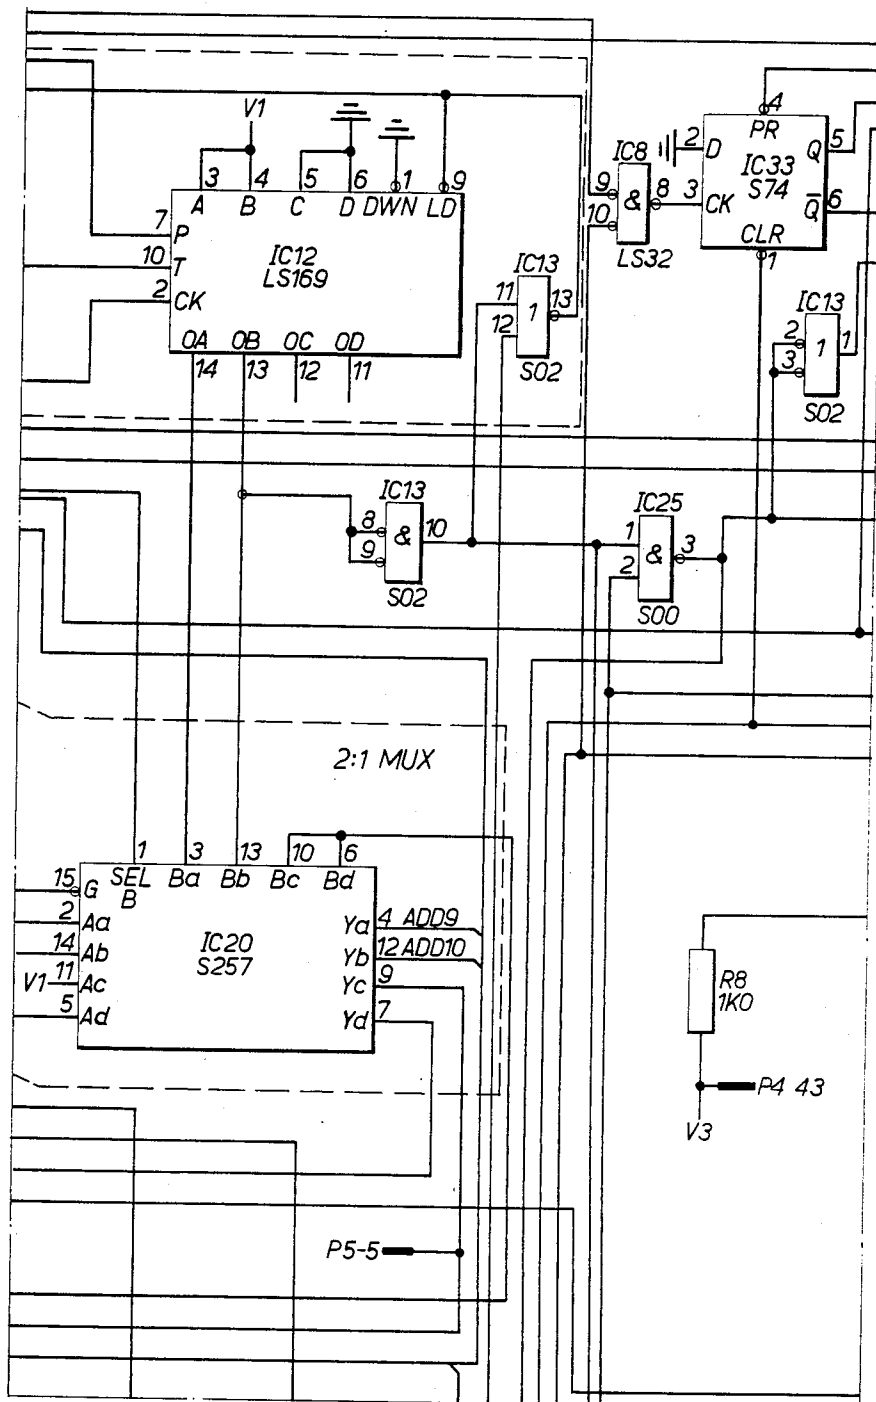 V1
3 4 5 6 1 9
A B C D DWN LD
7 P
10 T
2 CK
IC12
LS169
OA OB OC OD
14 13 12 11
IC13
11
12
1
13
S02
IC8
9
10
&
8
LS32
4
PR
2 D
3 CK
IC33
S74
Q 5
Q̅ 6
CLR
1
IC13
2
3
1
1
S02
IC13
8
9
&
10
S02
IC25
1
2
&
3
S00
2:1 MUX
1 3 13 10 6
SEL B Ba Bb Bc Bd
15 G
2 Aa
14 Ab
V1 11 Ac
5 Ad
IC20
S257
Ya 4 ADD9
Yb 12 ADD10
Yc 9
Yd 7
R8
1K0
P4 43
V3
P5-5